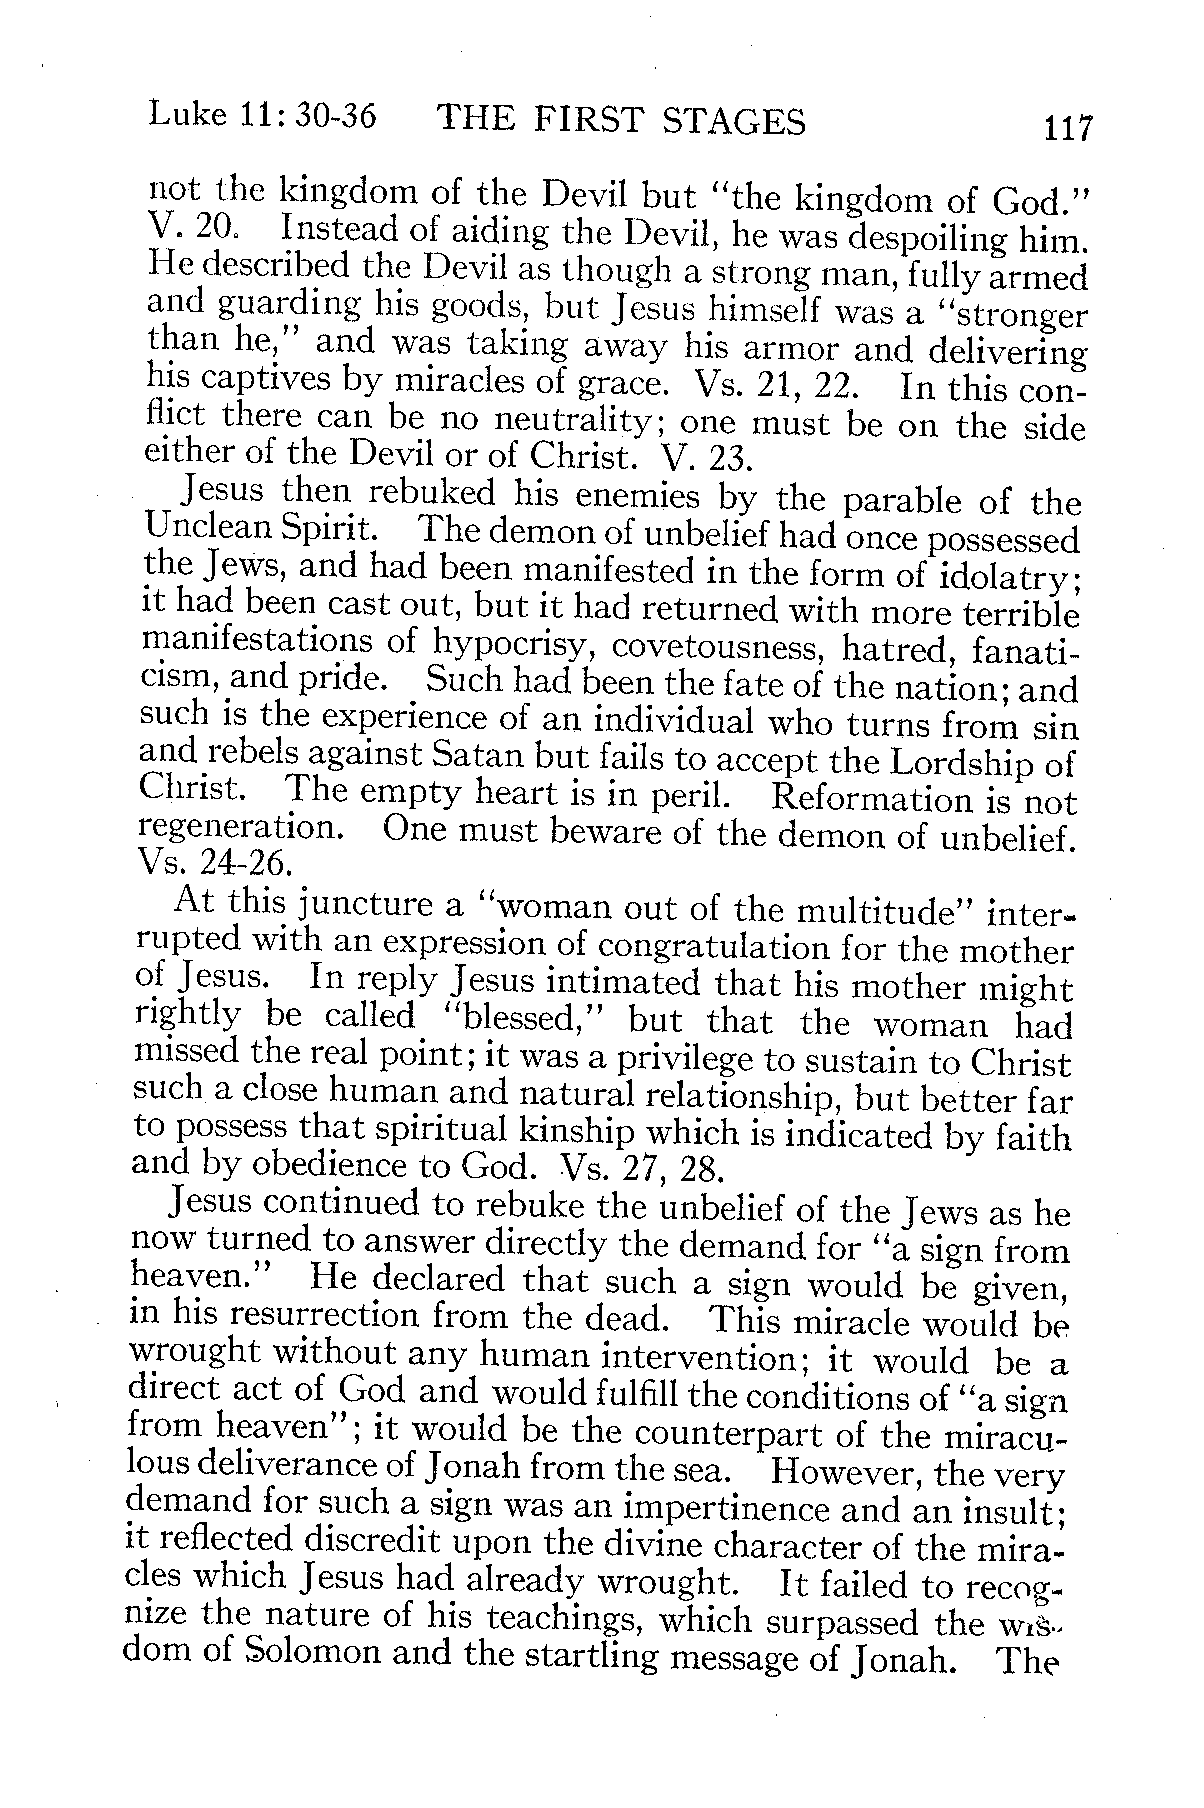 Luke 11: 30-36 THE FIRST STAGES 117
not the kingdom of the Devil but "the kingdom of God."
V. 20. Instead of aiding the Devil, he was despoiling him.
He described the Devil as though a strong man, fully armed
and guarding his goods, but Jesus himself was a "stronger
than he," and was taking away his armor and delivering
his captives by miracles of grace. Vs. 21, 22. In this con-
flict there can be no neutrality; one must be on the side
either of the Devil or of Christ. V. 23.
Jesus then rebuked his enemies by the parable of the
Unclean Spirit. The demon of unbelief had once possessed
the Jews, and had been manifested in the form of idolatry;
it had been cast out, but it had returned with more terrible
manifestations of hypocrisy, covetousness, hatred, fanati-
cism, and pride. Such had been the fate of the nation; and
such is the experience of an individual who turns from sin
and rebels against Satan but fails to accept the Lordship of
Christ. The empty heart is in peril. Reformation is not
regeneration. One must beware of the demon of unbelief.
Vs. 24-26.
At this juncture a "woman out of the multitude" inter-
rupted with an expression of congratulation for the mother
of Jesus. In reply Jesus intimated that his mother might
rightly be called "blessed," but that the woman had
missed the real point; it was a privilege to sustain to Christ
such a close human and natural relationship, but better far
to possess that spiritual kinship which is indicated by faith
and by obedience to God. Vs. 27, 28.
Jesus continued to rebuke the unbelief of the Jews as he
now turned to answer directly the demand for "a sign from
heaven." He declared that such a sign would be given,
in his resurrection from the dead. This miracle would be
wrought without any human intervention; it would be a
direct act of God and would fulfill the conditions of "a sign
from heaven"; it would be the counterpart of the miracu-
lous deliverance of Jonah from the sea. However, the very
demand for such a sign was an impertinence and an insult;
it reflected discredit upon the divine character of the mira-
cles which Jesus had already wrought. It failed to recog-
nize the nature of his teachings, which surpassed the wis-
dom of Solomon and the startling message of Jonah. The